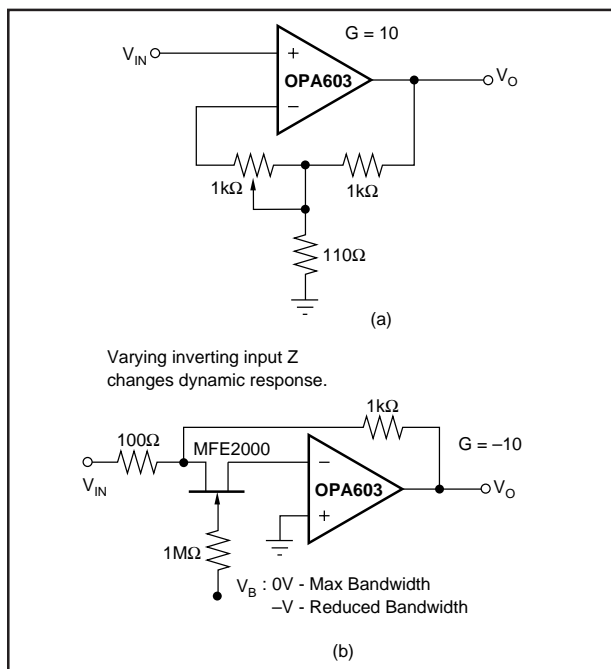 G = 10
V_IN
+
OPA603
–
V_O
1kΩ
1kΩ
110Ω
(a)
Varying inverting input Z
changes dynamic response.
1kΩ
100Ω
MFE2000
G = –10
V_IN
–
OPA603
+
V_O
1MΩ
V_B : 0V - Max Bandwidth
–V - Reduced Bandwidth
(b)